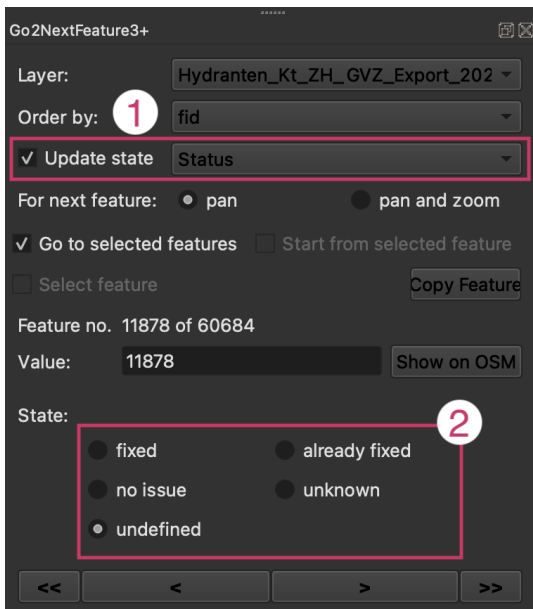 Go2NextFeature3+
Layer: Hydranten_Kt_ZH_GVZ_Export_202
Order by: 1 fid
Update state Status
For next feature: pan pan and zoom
Go to selected features Start from selected feature
Select feature Copy Feature
Feature no. 11878 of 60684
Value: 11878 Show on OSM
State: 2
fixed already fixed
no issue unknown
undefined
<< < > >>